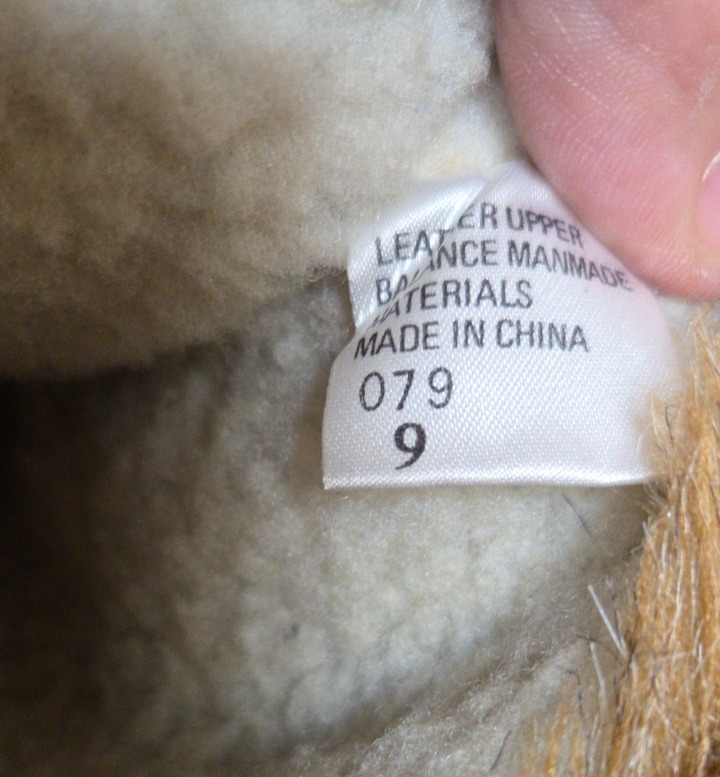 LEATHER UPPER
BALANCE MANMADE
MATERIALS
MADE IN CHINA
079
9